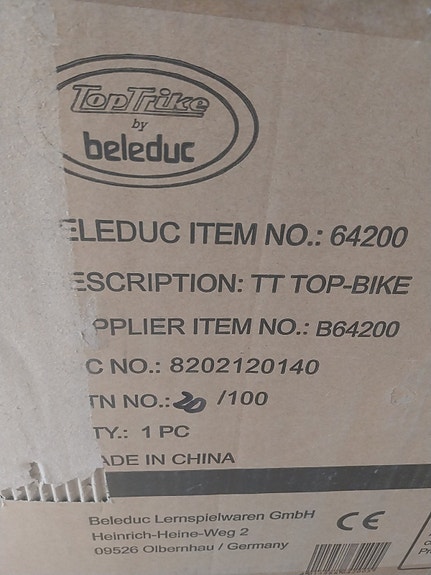 TopTrike
by
beleduc
ELEDUC ITEM NO.: 64200
ESCRIPTION: TT TOP-BIKE
PPLIER ITEM NO.: B64200
C NO.: 8202120140
TN NO.: 20 /100
TY.: 1 PC
ADE IN CHINA
Beleduc Lernspielwaren GmbH
Heinrich-Heine-Weg 2
09526 Olbernhau / Germany
CE